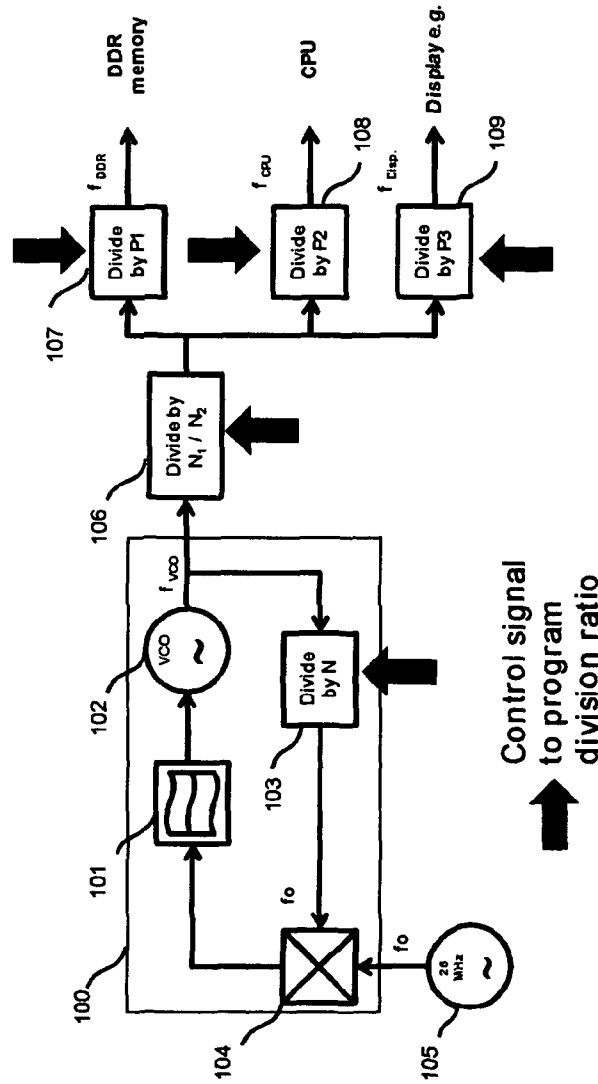 100
101
102
VCO
~
f VCO
103
Divide
by N
104
fo
fo
105
26
MHz
~
106
Divide by
N1 / N2
107
Divide
by P1
f DDR
DDR
memory
Divide
by P2
f CPU
108
CPU
Divide
by P3
f Disp.
109
Display e.g.
Control signal
to program
division ratio